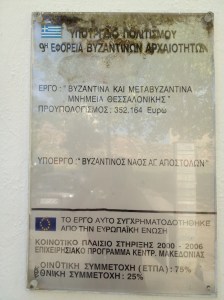 ΥΠΟΥΡΓΕΙΟ ΠΟΛΙΤΙΣΜΟΥ
9η ΕΦΟΡΕΙΑ ΒΥΖΑΝΤΙΝΩΝ ΑΡΧΑΙΟΤΗΤΩΝ
ΕΡΓΟ: "ΒΥΖΑΝΤΙΝΑ ΚΑΙ ΜΕΤΑΒΥΖΑΝΤΙΝΑ
ΜΝΗΜΕΙΑ ΘΕΣΣΑΛΟΝΙΚΗΣ"
ΠΡΟΥΠΟΛΟΓΙΣΜΟΣ: 352.164 Ευρω
ΥΠΟΕΡΓΟ: "ΒΥΖΑΝΤΙΝΟΣ ΝΑΟΣ ΑΓ. ΑΠΟΣΤΟΛΩΝ"
ΤΟ ΕΡΓΟ ΑΥΤΟ ΣΥΓΧΡΗΜΑΤΟΔΟΤΗΘΗΚΕ
ΑΠΟ ΤΗΝ ΕΥΡΩΠΑΪΚΗ ΕΝΩΣΗ
ΚΟΙΝΟΤΙΚΟ ΠΛΑΙΣΙΟ ΣΤΗΡΙΞΗΣ 2000 - 2006
ΕΠΙΧΕΙΡΗΣΙΑΚΟ ΠΡΟΓΡΑΜΜΑ ΚΕΝΤΡ. ΜΑΚΕΔΟΝΙΑΣ
ΚΟΙΝΟΤΙΚΗ ΣΥΜΜΕΤΟΧΗ (ΕΤΠΑ): 75%
ΕΘΝΙΚΗ ΣΥΜΜΕΤΟΧΗ: 25%